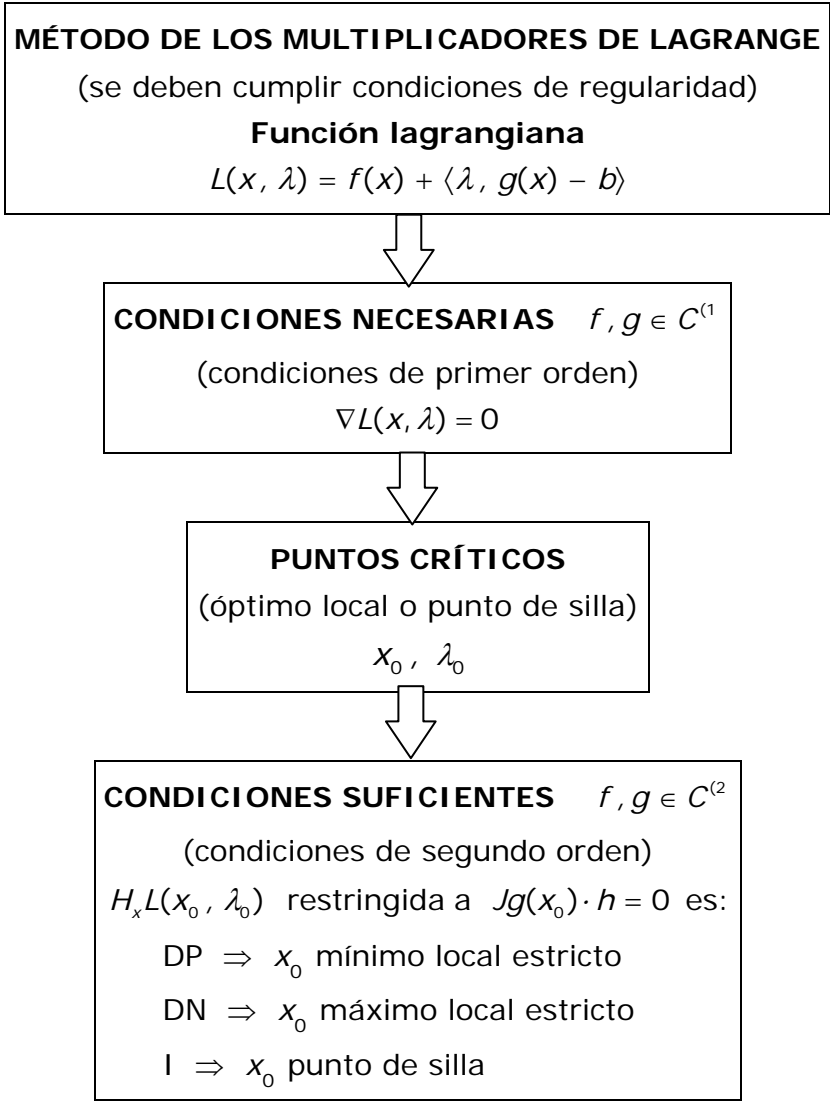 MÉTODO DE LOS MULTIPLICADORES DE LAGRANGE
(se deben cumplir condiciones de regularidad)
Función lagrangiana
L(x, λ) = f(x) + ⟨λ, g(x) − b⟩
CONDICIONES NECESARIAS f, g ∈ C⁽¹
(condiciones de primer orden)
∇L(x, λ) = 0
PUNTOS CRÍTICOS
(óptimo local o punto de silla)
x₀, λ₀
CONDICIONES SUFICIENTES f, g ∈ C⁽²
(condiciones de segundo orden)
HₓL(x₀, λ₀) restringida a Jg(x₀) · h = 0 es:
DP ⇒ x₀ mínimo local estricto
DN ⇒ x₀ máximo local estricto
I ⇒ x₀ punto de silla